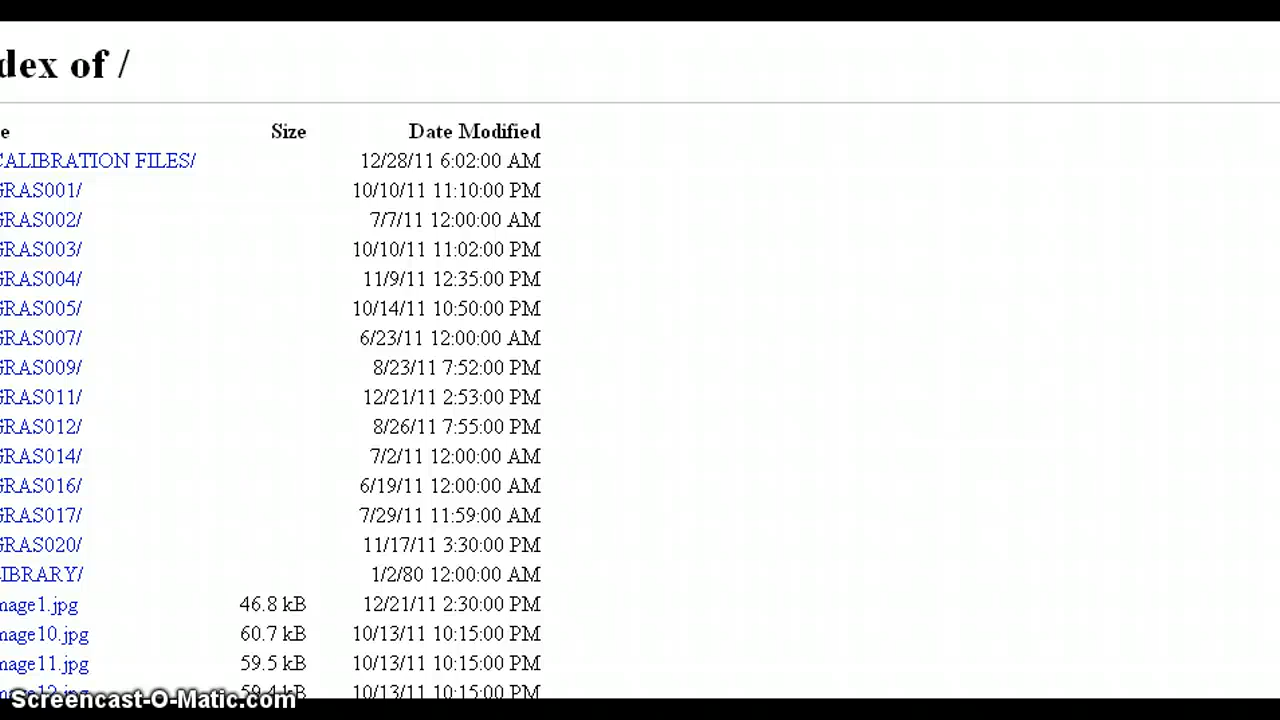 dex of /
e Size Date Modified
CALIBRATION FILES/ 12/28/11 6:02:00 AM
GRAS001/ 10/10/11 11:10:00 PM
GRAS002/ 7/7/11 12:00:00 AM
GRAS003/ 10/10/11 11:02:00 PM
GRAS004/ 11/9/11 12:35:00 PM
GRAS005/ 10/14/11 10:50:00 PM
GRAS007/ 6/23/11 12:00:00 AM
GRAS009/ 8/23/11 7:52:00 PM
GRAS011/ 12/21/11 2:53:00 PM
GRAS012/ 8/26/11 7:55:00 PM
GRAS014/ 7/2/11 12:00:00 AM
GRAS016/ 6/19/11 12:00:00 AM
GRAS017/ 7/29/11 11:59:00 AM
GRAS020/ 11/17/11 3:30:00 PM
IBRARY/ 1/2/80 12:00:00 AM
mage1.jpg 46.8 kB 12/21/11 2:30:00 PM
mage10.jpg 60.7 kB 10/13/11 10:15:00 PM
mage11.jpg 59.5 kB 10/13/11 10:15:00 PM
mage12.jpg 59.4 kB 10/13/11 10:15:00 PM
Screencast-O-Matic.com